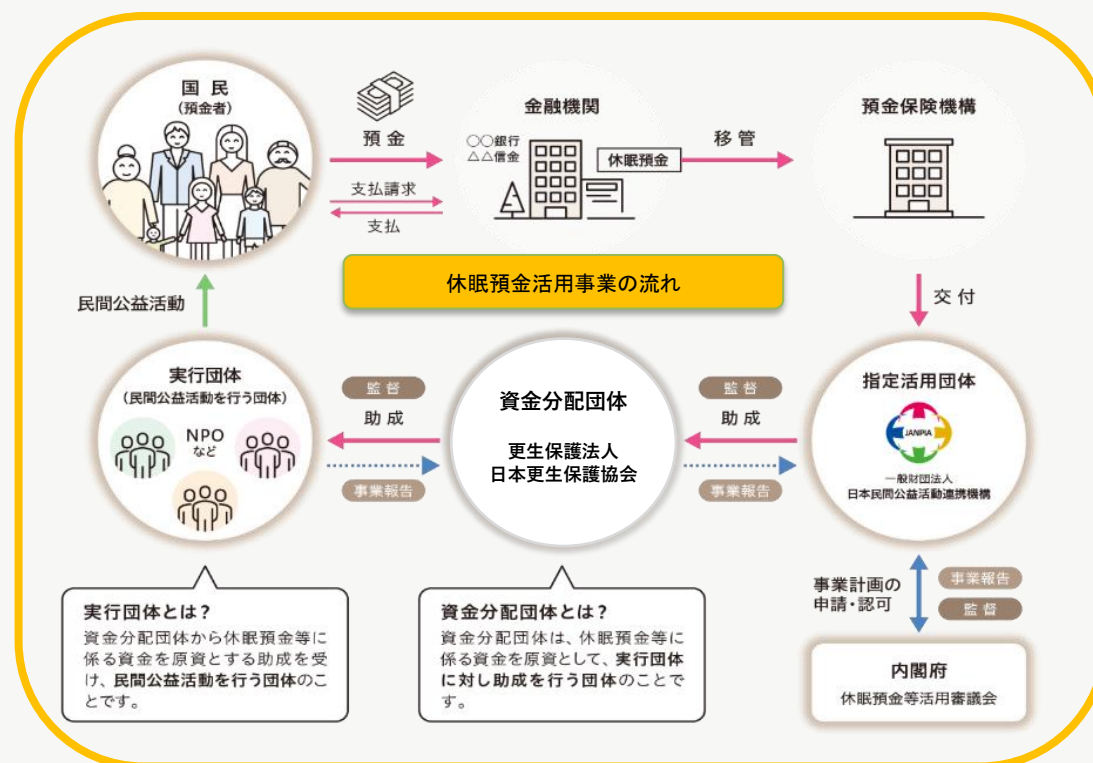 国民
(預金者)
預金
支払請求
支払
金融機関
○○銀行
△△信金
休眠預金
移管
預金保険機構
休眠預金活用事業の流れ
交付
民間公益活動
実行団体
(民間公益活動を行う団体)
NPO
など
監督
助成
事業報告
資金分配団体
更生保護法人
日本更生保護協会
監督
助成
事業報告
指定活用団体
JANPIA
一般財団法人
日本民間公益活動連携機構
事業計画の
申請・認可
事業報告
監督
内閣府
休眠預金等活用審議会
実行団体とは?
資金分配団体から休眠預金等に
係る資金を原資とする助成を受
け、民間公益活動を行う団体のこ
とです。
資金分配団体とは?
資金分配団体は、休眠預金等に
係る資金を原資として、実行団体
に対し助成を行う団体のことで
す。